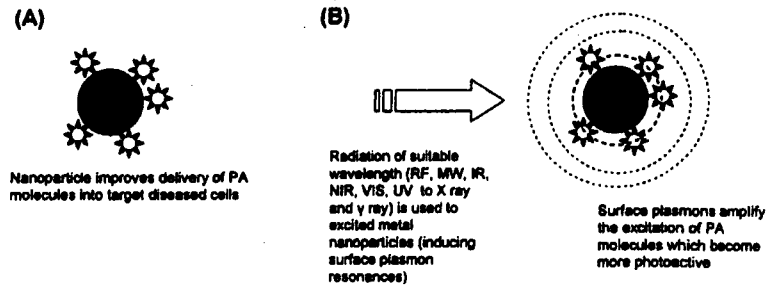 (A)
(B)
Nanoparticle improves delivery of PA
molecules into target diseased cells
Radiation of suitable
wavelength (RF, MW, IR,
NIR, VIS, UV to X ray
and γ ray) is used to
excited metal
nanoparticles (inducing
surface plasmon
resonances)
Surface plasmons amplify
the excitation of PA
molecules which become
more photoactive